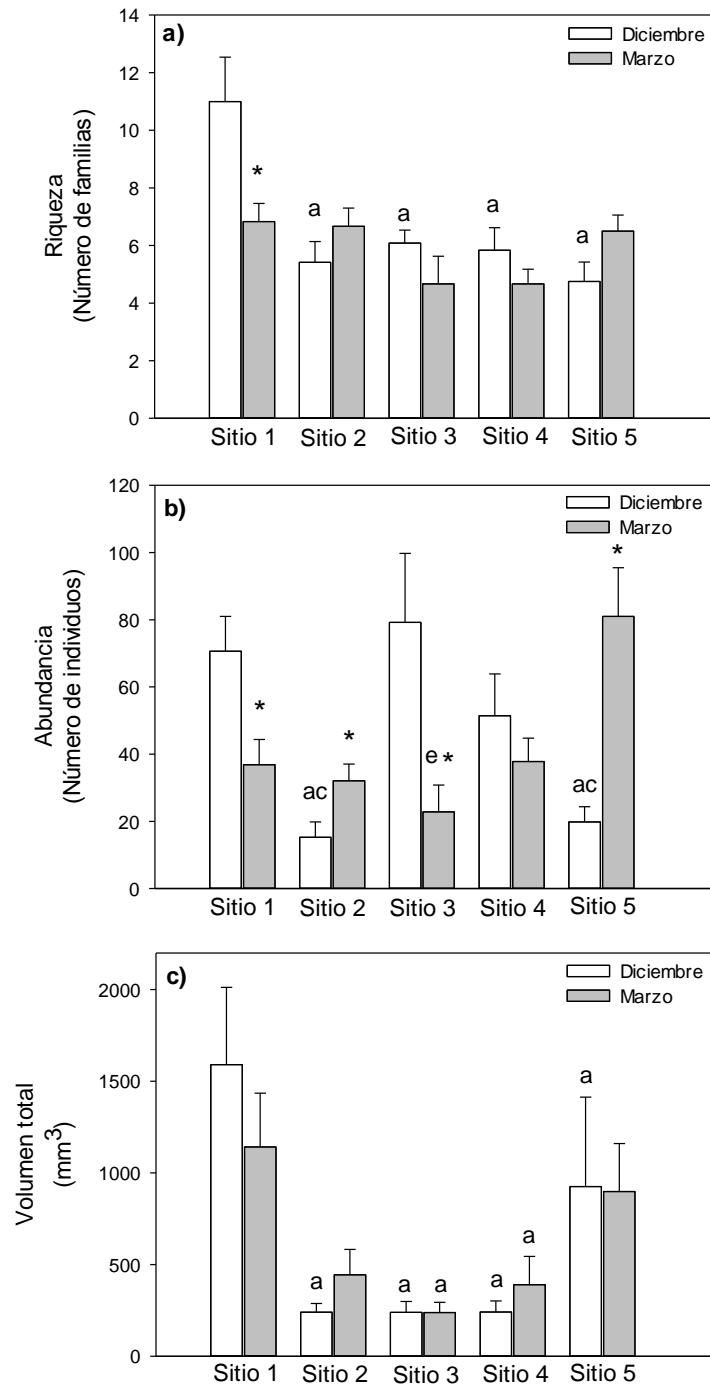 a)
Diciembre
Marzo
Riqueza
(Número de familias)
14
12
10
8
6
4
2
0
*
a
a
a
a
Sitio 1 Sitio 2 Sitio 3 Sitio 4 Sitio 5
b)
Diciembre
Marzo
Abundancia
(Número de individuos)
120
100
80
60
40
20
0
*
ac
*
e *
ac
*
Sitio 1 Sitio 2 Sitio 3 Sitio 4 Sitio 5
c)
Diciembre
Marzo
Volumen total
(mm³)
2000
1500
1000
500
0
a
a
a
a
a
a
Sitio 1 Sitio 2 Sitio 3 Sitio 4 Sitio 5